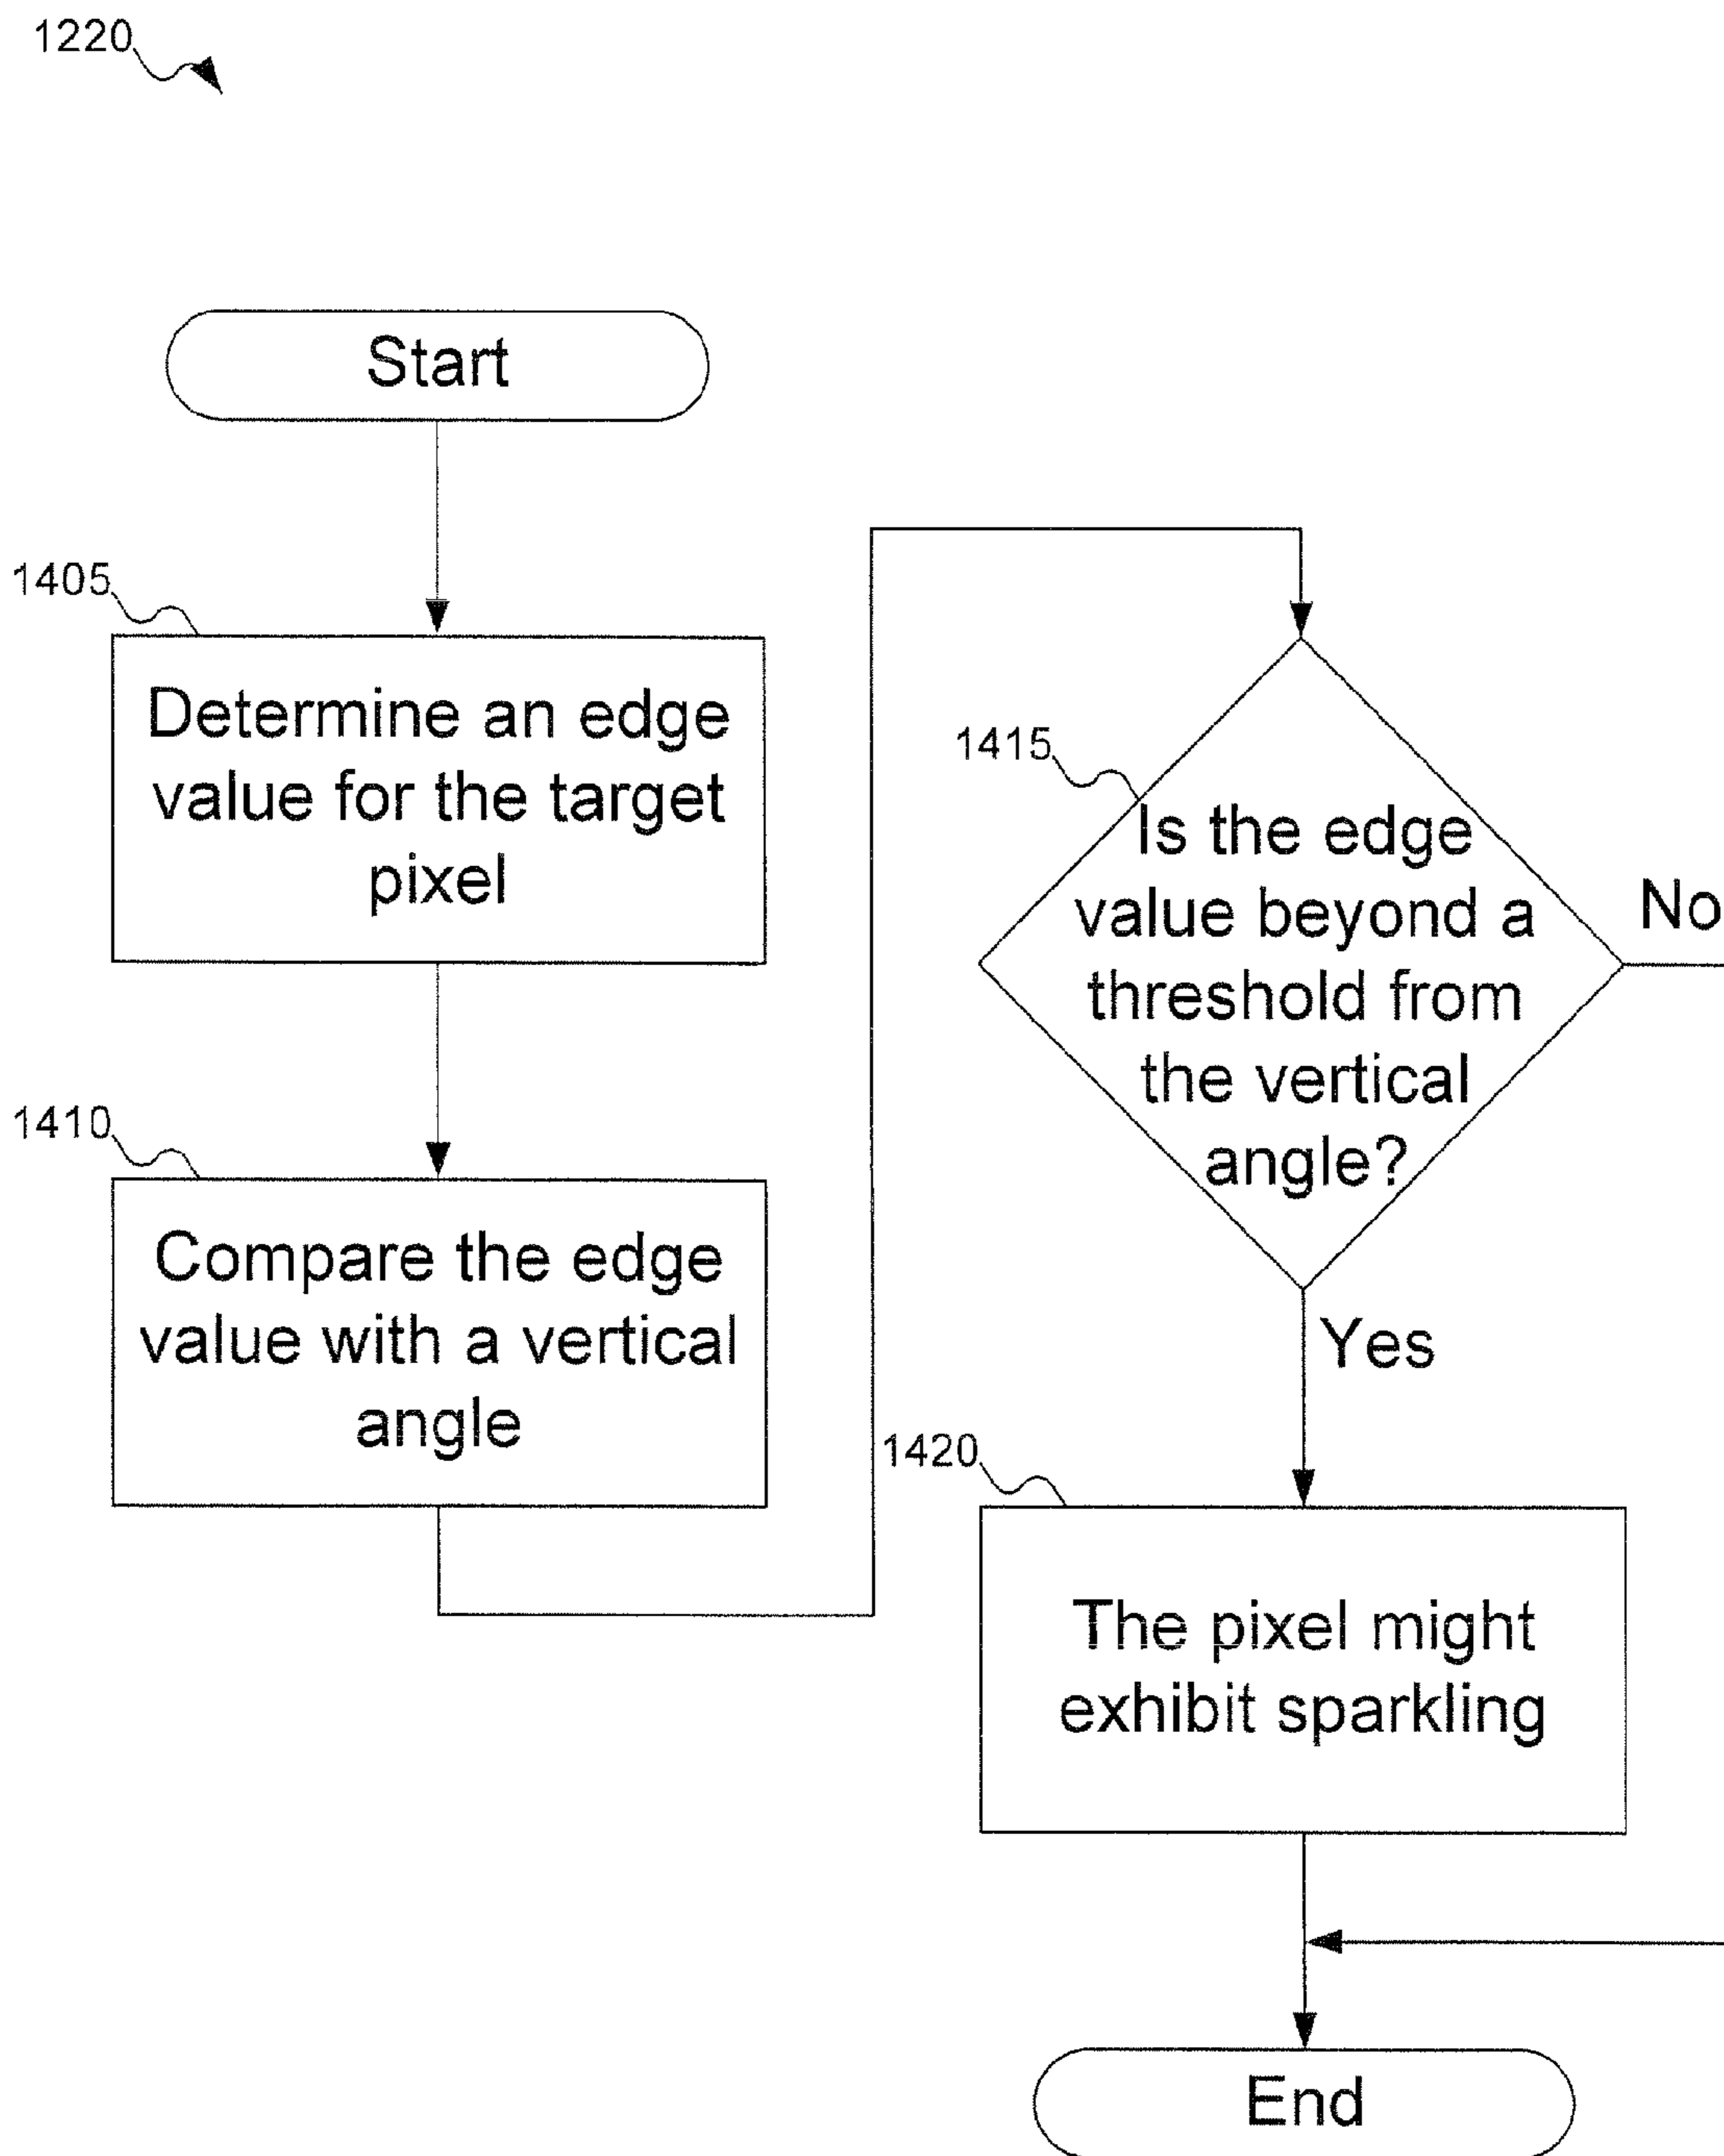 1220
Start
1405
Determine an edge
value for the target
pixel
1410
Compare the edge
value with a vertical
angle
1415
Is the edge
value beyond a
threshold from
the vertical
angle?
No
Yes
1420
The pixel might
exhibit sparkling
End